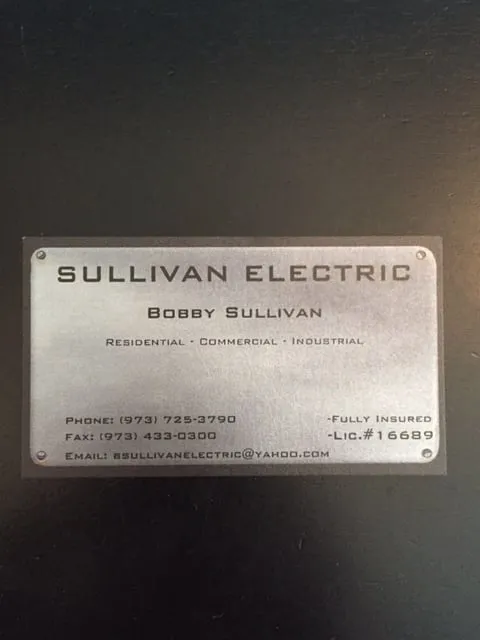 SULLIVAN ELECTRIC
BOBBY SULLIVAN
RESIDENTIAL - COMMERCIAL - INDUSTRIAL
PHONE: (973) 725-3790
-FULLY INSURED
FAX: (973) 433-0300
-LIC.#16689
EMAIL: BSULLIVANELECTRIC@YAHOO.COM